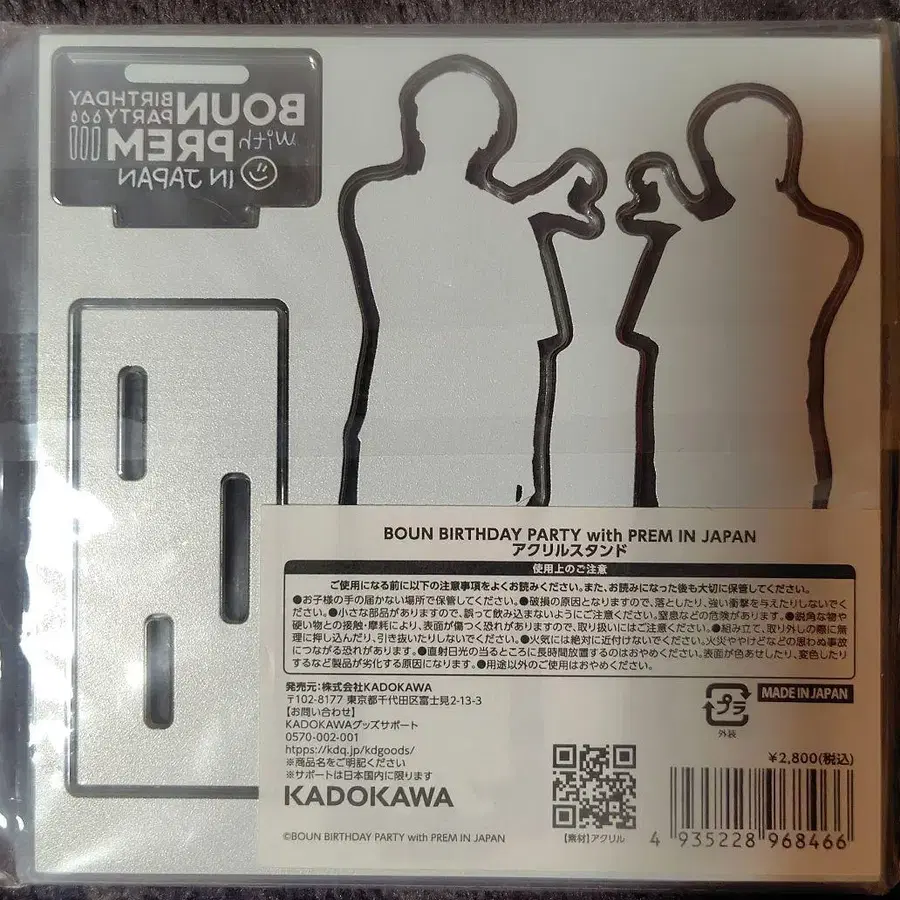 BOUN BIRTHDAY
PARTY
with
PREM
IN JAPAN
BOUN BIRTHDAY PARTY with PREM IN JAPAN
アクリルスタンド
使用上のご注意
ご使用になる前に以下の注意事項をよくお読みください。また、お読みになった後も大切に保管してください。
●お子様の手の届かない場所で保管してください。●破損の原因となりますので、落としたり、強い衝撃を与えたりしないでく
ださい。●小さな部品がありますので、誤って飲み込まないようにご注意ください。窒息などの危険があります。●鋭角な物や
硬い物との接触・摩耗により、表面が傷つく恐れがありますので、取り扱いにはご注意ください。●組み立て、取り外しの際に無
理に押し込んだり、引き抜いたりしないでください。●火気には絶対に近付けないでください。火災ややけどなどの思わぬ事故
につながる恐れがあります。●直射日光の当るところに長時間放置するのはおやめください。表面が色あせしたり、変色したり
するなど製品が劣化する原因になります。●用途以外のご使用はおやめください。
発売元:株式会社KADOKAWA
〒102-8177 東京都千代田区富士見2-13-3
【お問い合わせ】
KADOKAWAグッズサポート
0570-002-001
https://kdq.jp/kdgoods/
※商品名をご明記ください
※サポートは日本国内に限ります
KADOKAWA
©BOUN BIRTHDAY PARTY with PREM IN JAPAN
プラ
外装
MADE IN JAPAN
¥2,800(税込)
【素材】アクリル
4 935228 968466